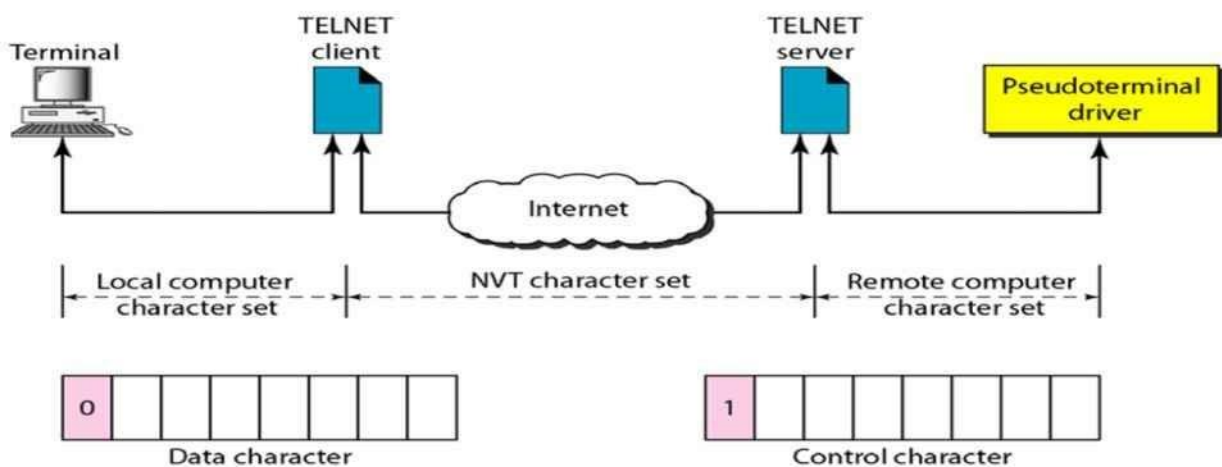 Terminal
TELNET
client
TELNET
server
Pseudoterminal
driver
Internet
Local computer
character set
NVT character set
Remote computer
character set
0
1
Data character
Control character